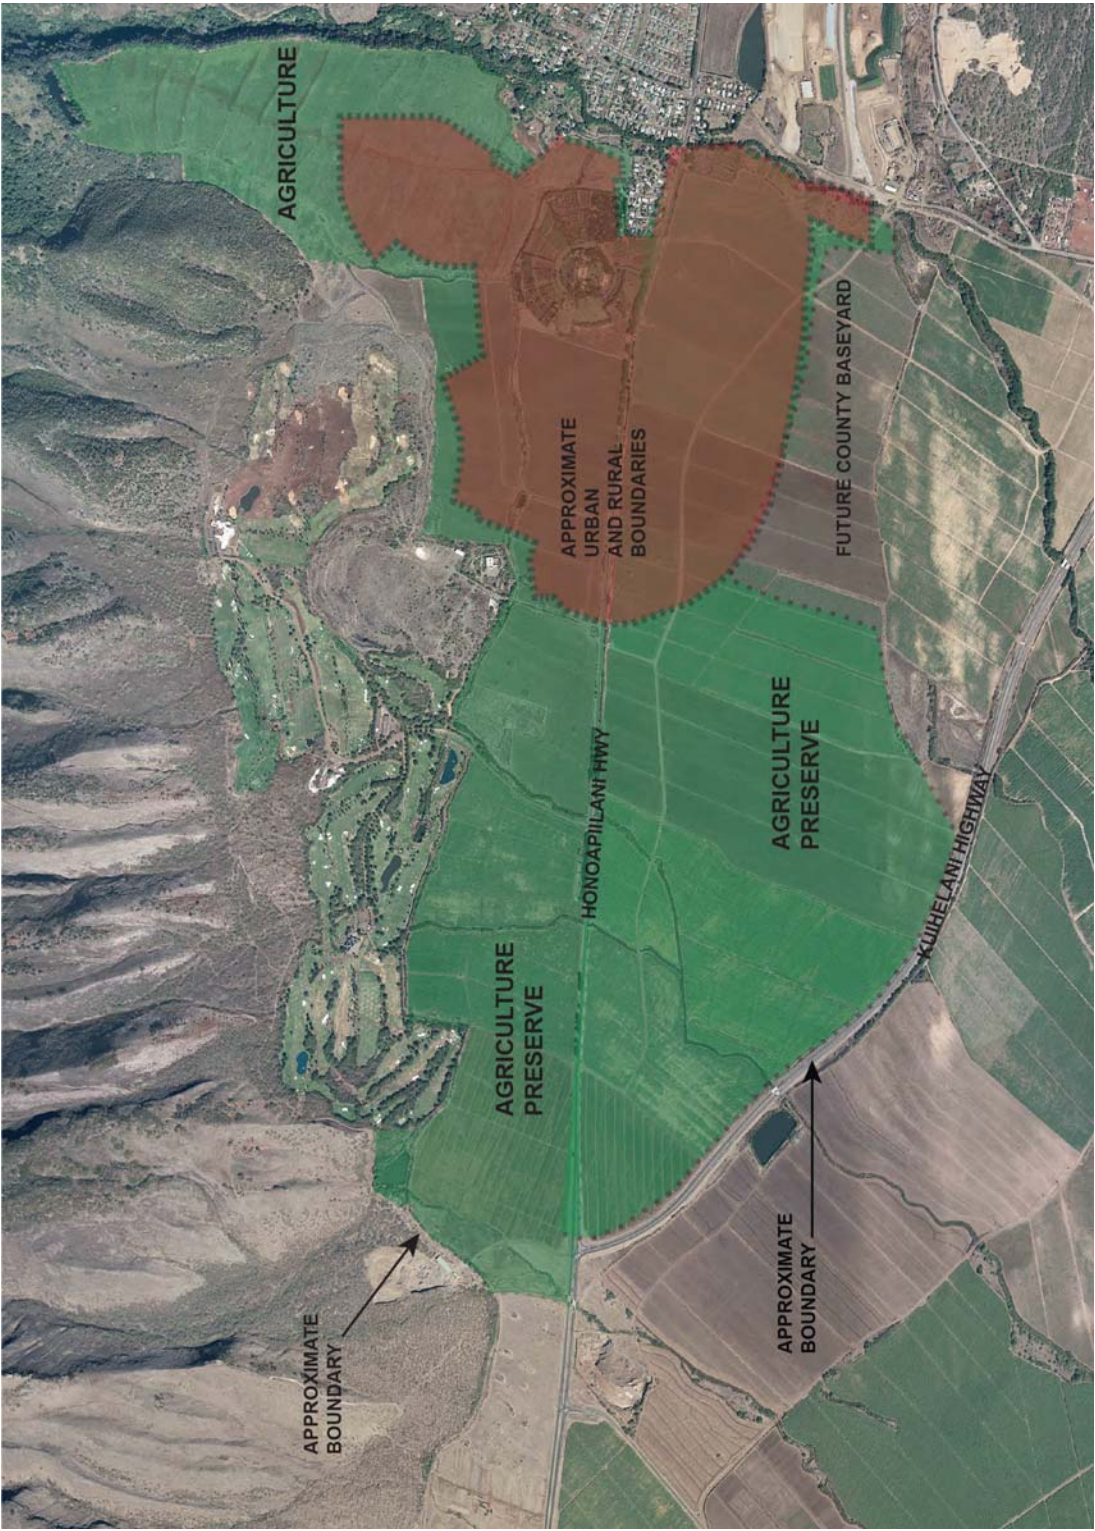 AGRICULTURE
APPROXIMATE
URBAN
AND RURAL
BOUNDARIES
FUTURE COUNTY BASEYARD
AGRICULTURE
PRESERVE
HONOAPIILANI HWY
KUIHELANI HIGHWAY
AGRICULTURE
PRESERVE
APPROXIMATE
BOUNDARY
APPROXIMATE
BOUNDARY